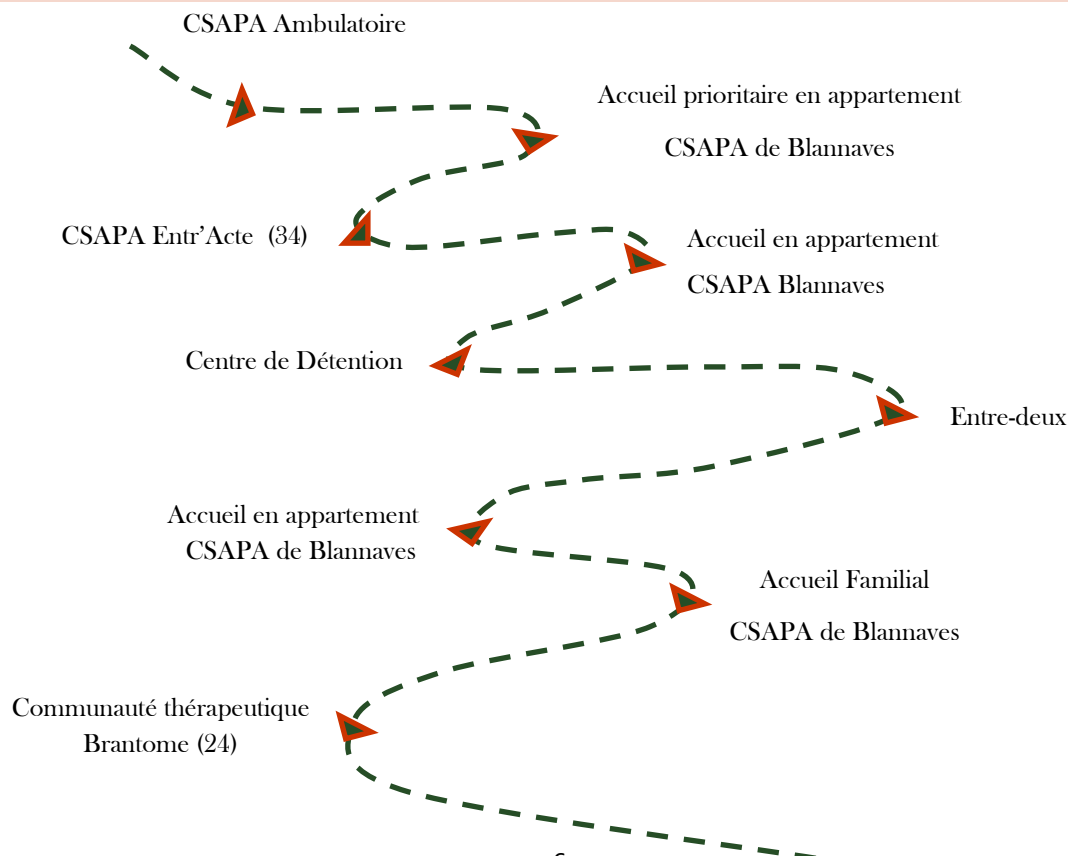 CSAPA Ambulatoire
Accueil prioritaire en appartement
CSAPA de Blannaves
CSAPA Entr’Acte (34)
Accueil en appartement
CSAPA Blannaves
Centre de Détention
Entre-deux
Accueil en appartement
CSAPA de Blannaves
Accueil Familial
CSAPA de Blannaves
Communauté thérapeutique
Brantome (24)